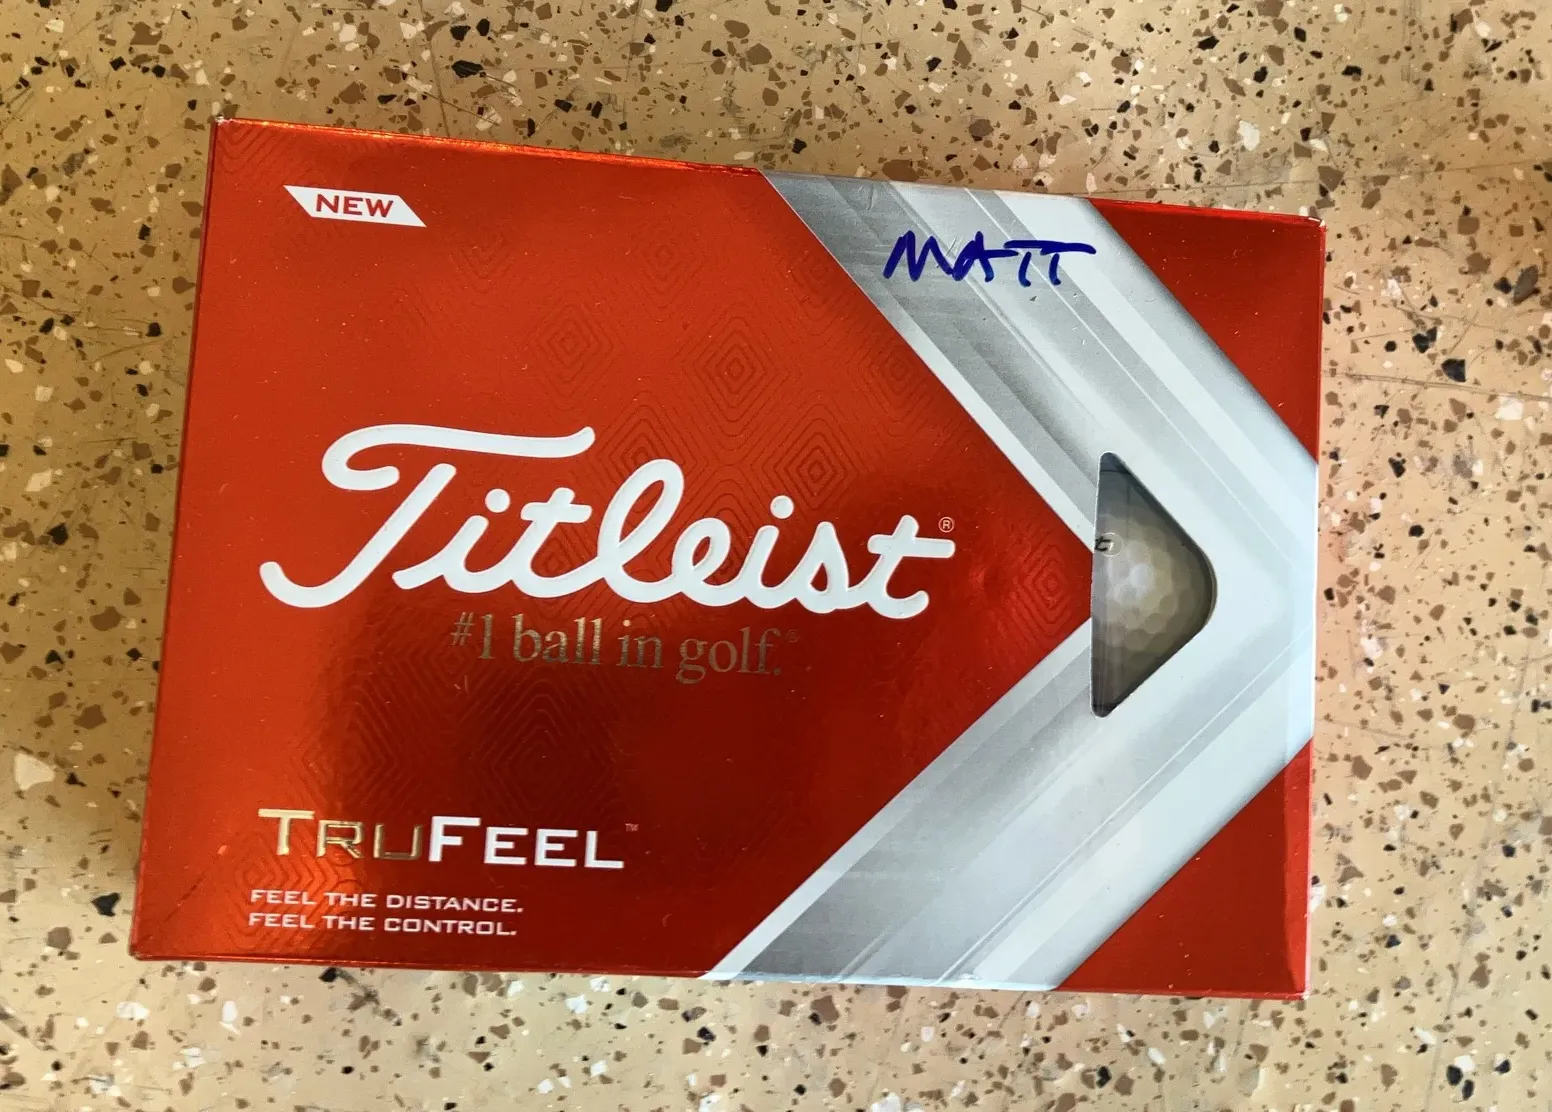 NEW
MATT
Titleist®
#1 ball in golf.®
TRUFEEL™
FEEL THE DISTANCE.
FEEL THE CONTROL.